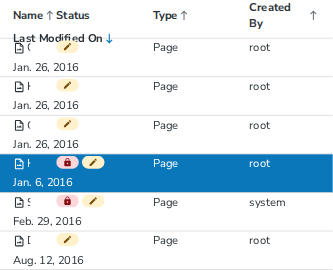 Name Status Type Created By
Last Modified On
Page root
Jan. 26, 2016
Page root
Jan. 26, 2016
Page root
Jan. 26, 2016
Page root
Jan. 6, 2016
Page system
Feb. 29, 2016
Page root
Aug. 12, 2016